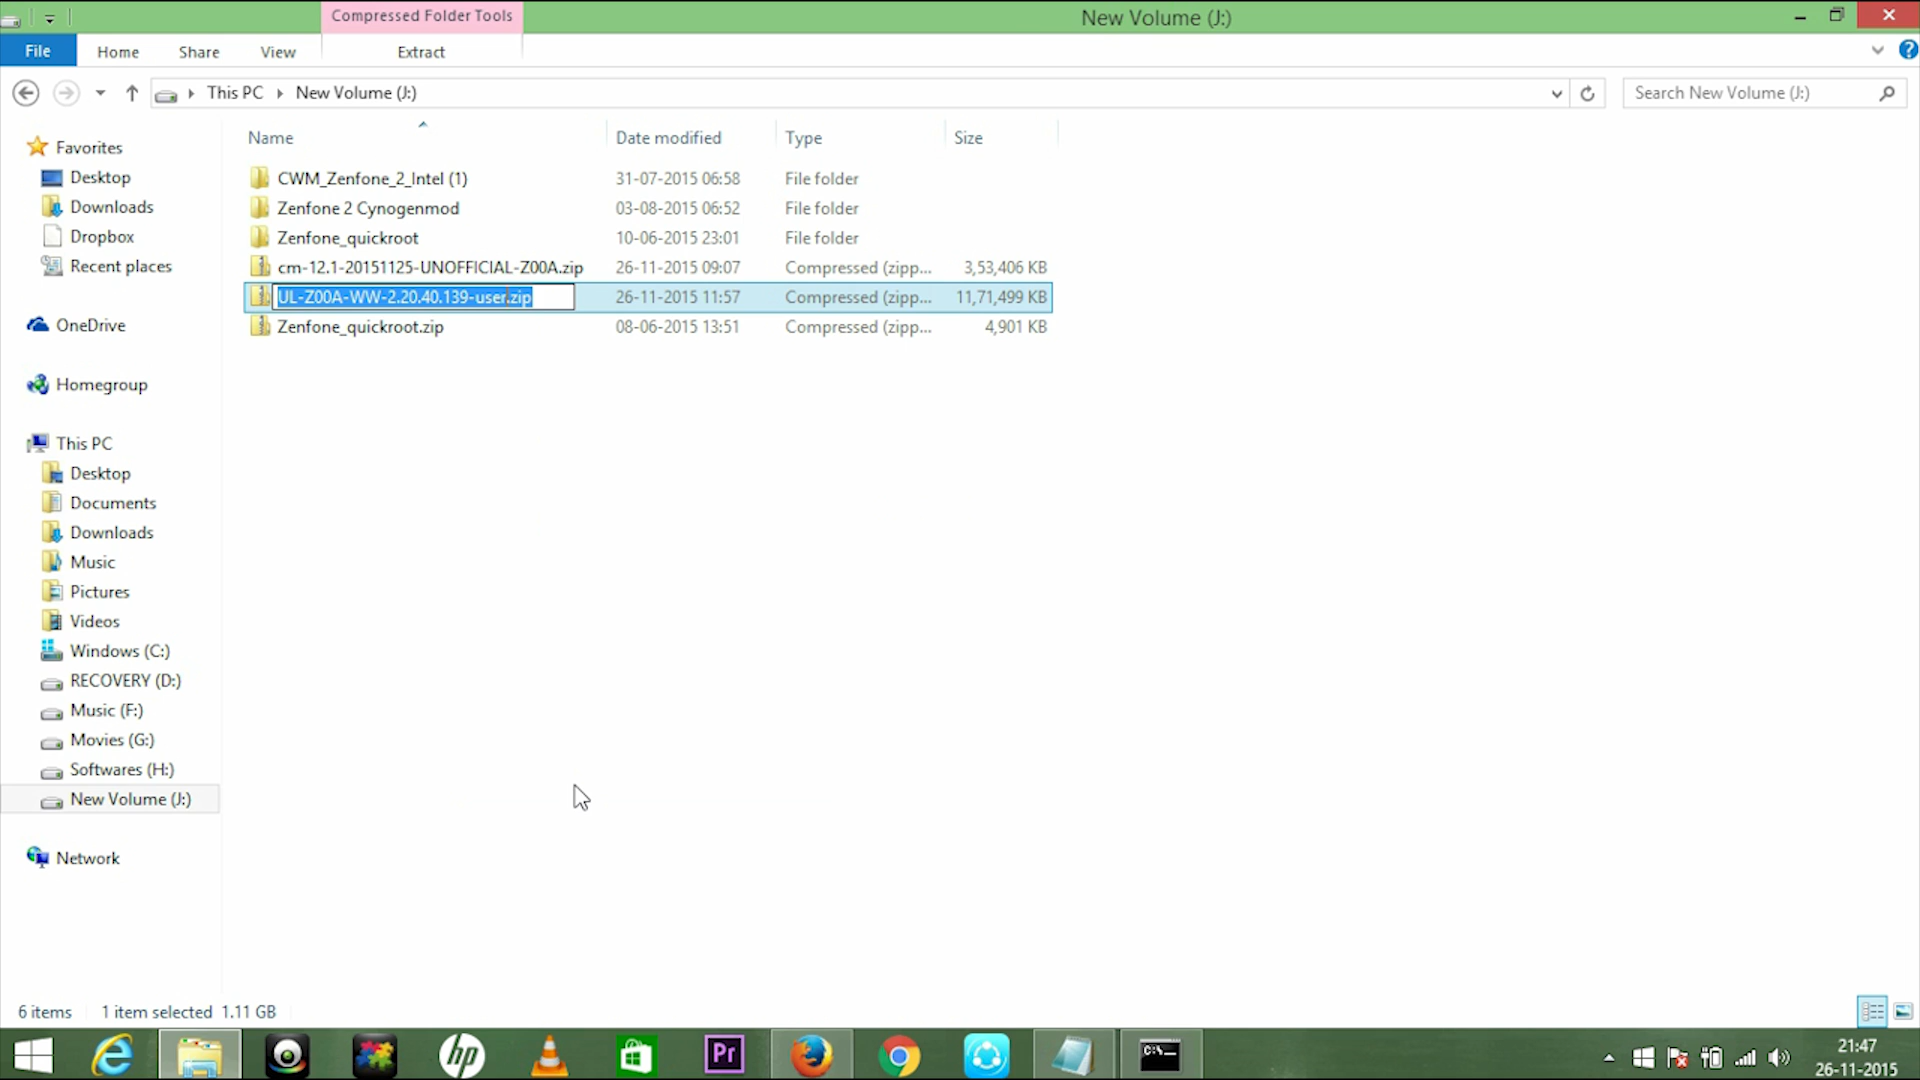 Compressed Folder Tools
New Volume (J:)
File
Home
Share
View
Extract
This PC
New Volume (J:)
Search New Volume (J:)
Name
Date modified
Type
Size
CWM_Zenfone_2_Intel (1)
31-07-2015 06:58
File folder
Zenfone 2 Cynogenmod
03-08-2015 06:52
File folder
Zenfone_quickroot
10-06-2015 23:01
File folder
cm-12.1-20151125-UNOFFICIAL-Z00A.zip
26-11-2015 09:07
Compressed (zipp...
3,53,406 KB
UL-Z00A-WW-2.20.40.139-user.zip
26-11-2015 11:57
Compressed (zipp...
11,71,499 KB
Zenfone_quickroot.zip
08-06-2015 13:51
Compressed (zipp...
4,901 KB
Favorites
Desktop
Downloads
Dropbox
Recent places
OneDrive
Homegroup
This PC
Desktop
Documents
Downloads
Music
Pictures
Videos
Windows (C:)
RECOVERY (D:)
Music (F:)
Movies (G:)
Softwares (H:)
New Volume (J:)
Network
6 items
1 item selected 1.11 GB
hp
Pr
C:\-
21:47
26-11-2015